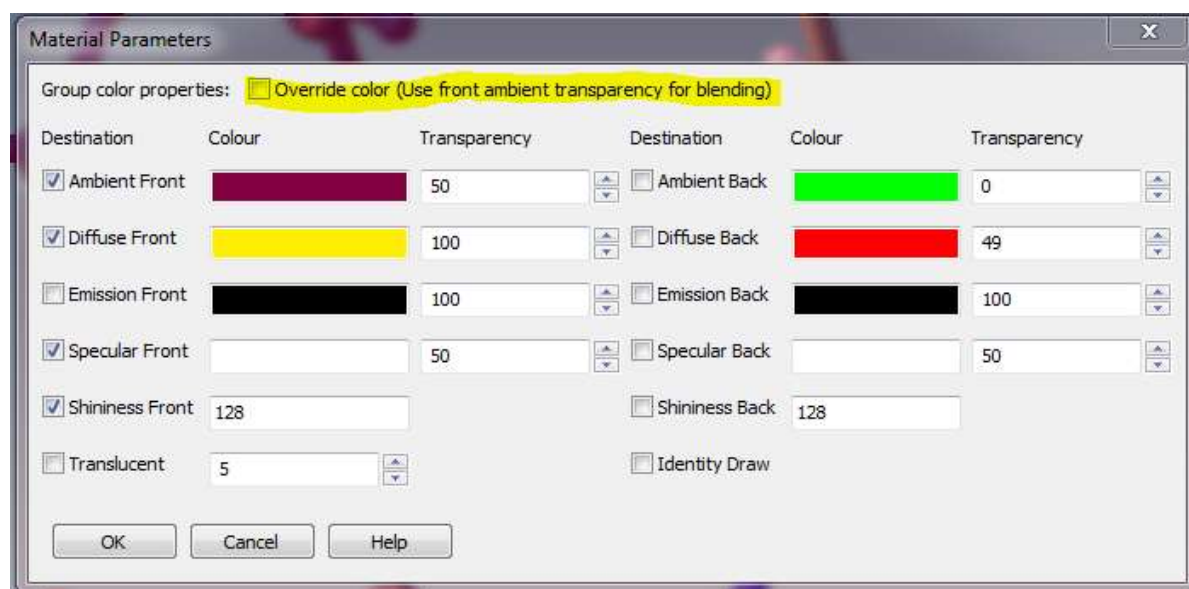 Material Parameters
X
Group color properties: Override color (Use front ambient transparency for blending)
Destination Colour Transparency Destination Colour Transparency
Ambient Front 50 Ambient Back 0
Diffuse Front 100 Diffuse Back 49
Emission Front 100 Emission Back 100
Specular Front 50 Specular Back 50
Shininess Front 128 Shininess Back 128
Translucent 5 Identity Draw
OK Cancel Help